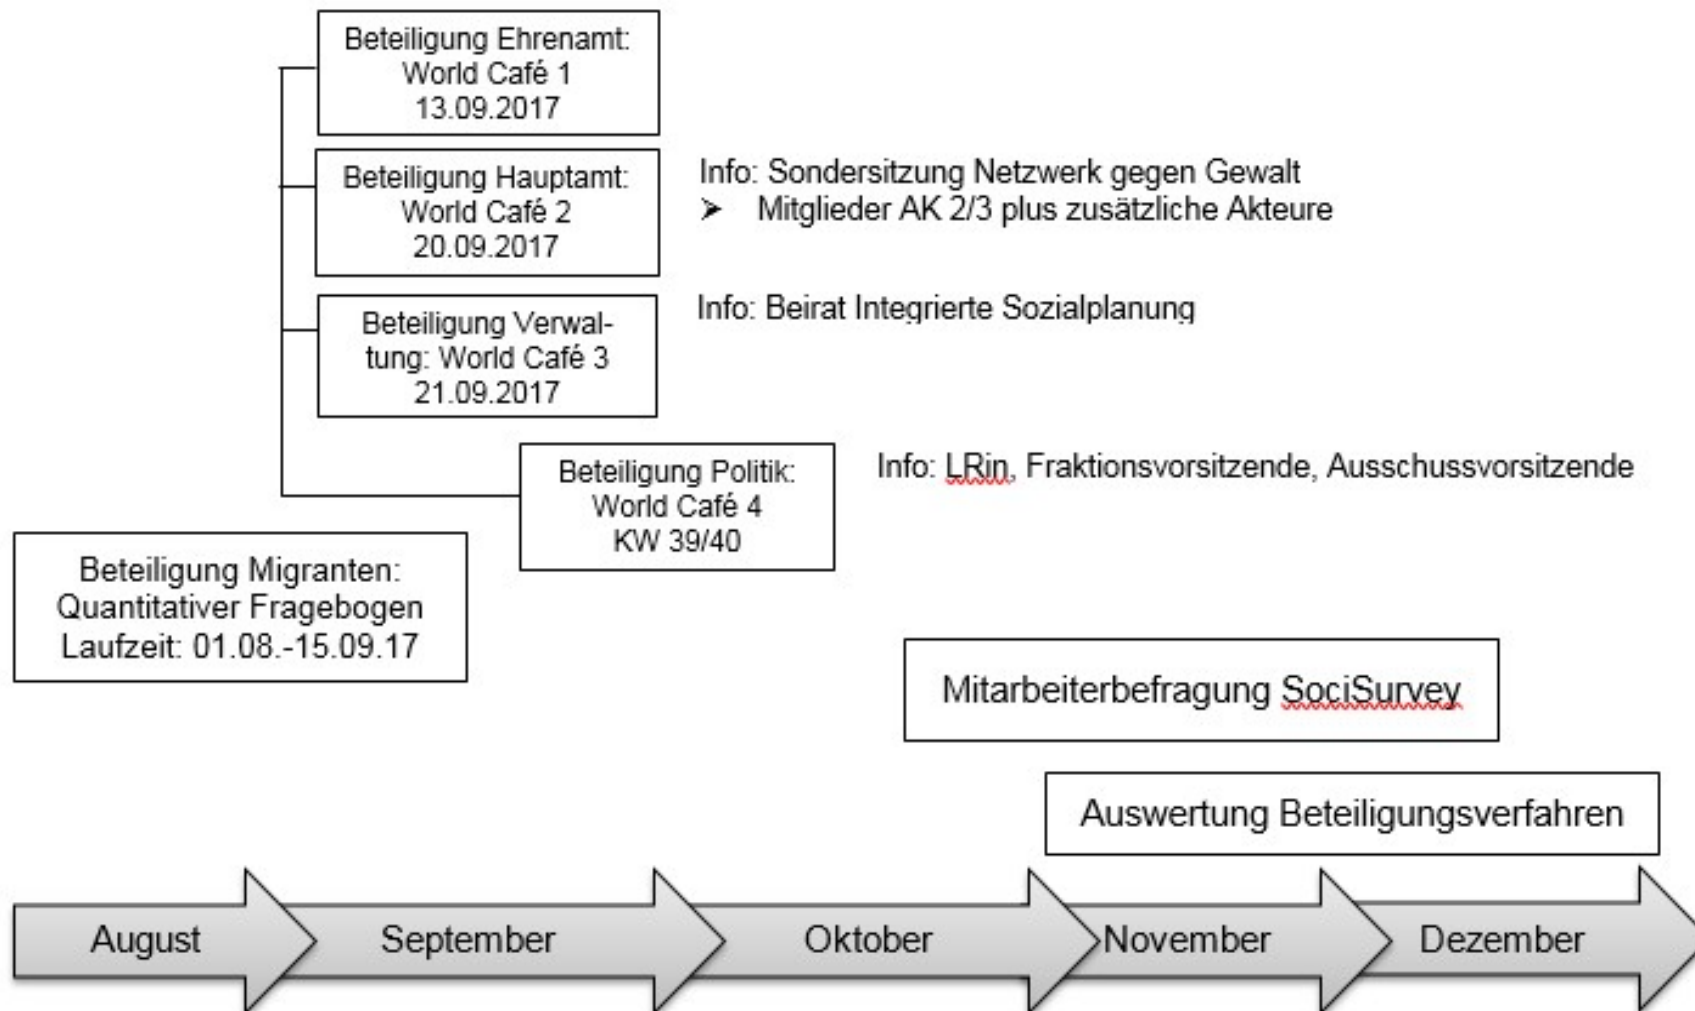 Beteiligung Ehrenamt:
World Café 1
13.09.2017
Beteiligung Hauptamt:
World Café 2
20.09.2017
Info: Sondersitzung Netzwerk gegen Gewalt
➢ Mitglieder AK 2/3 plus zusätzliche Akteure
Beteiligung Verwal-
tung: World Café 3
21.09.2017
Info: Beirat Integrierte Sozialplanung
Beteiligung Politik:
World Café 4
KW 39/40
Info: LRin, Fraktionsvorsitzende, Ausschussvorsitzende
Beteiligung Migranten:
Quantitativer Fragebogen
Laufzeit: 01.08.-15.09.17
Mitarbeiterbefragung SociSurvey
Auswertung Beteiligungsverfahren
August
September
Oktober
November
Dezember